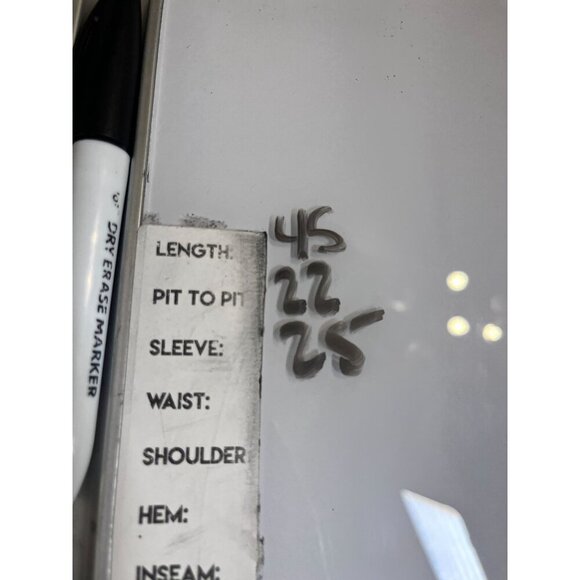 DRY ERASE MARKER
LENGTH: 45
PIT TO PIT 22
SLEEVE: 25
WAIST:
SHOULDER
HEM:
INSEAM: